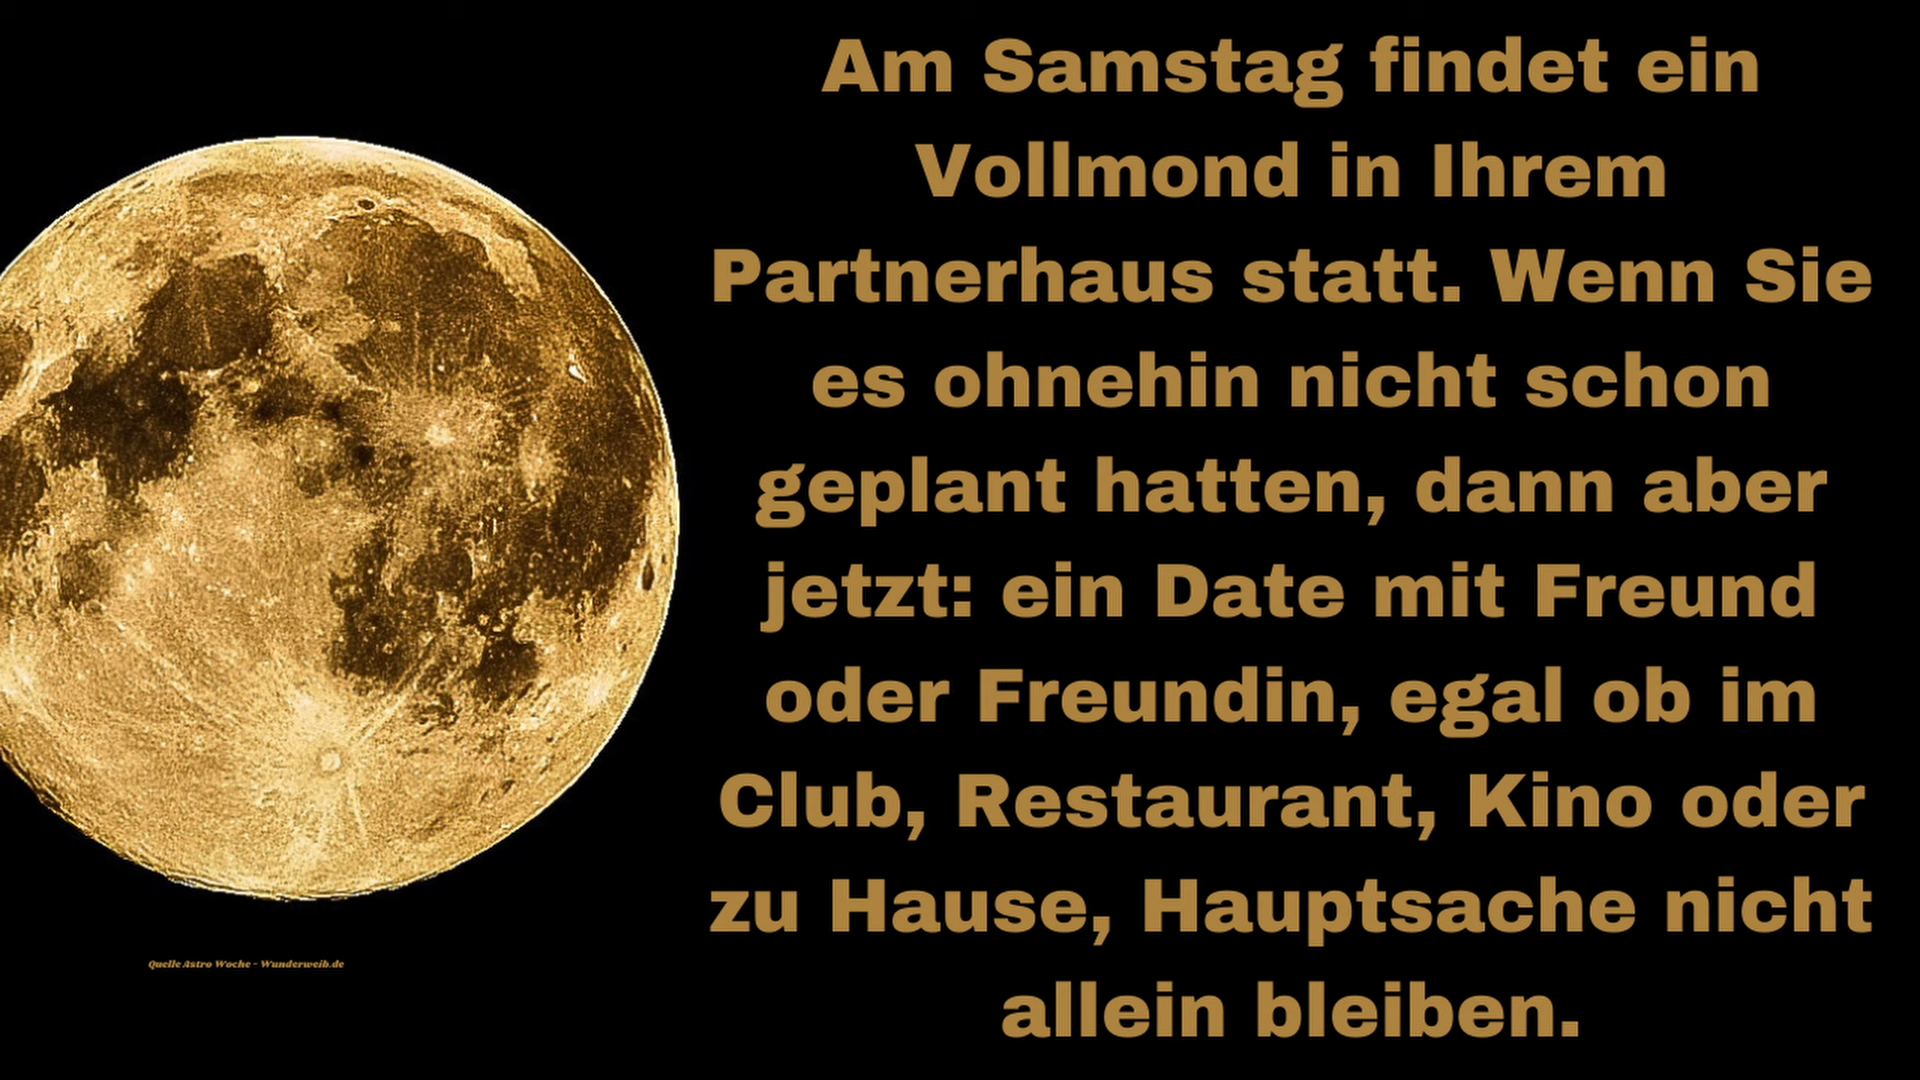 Am Samstag findet ein
Vollmond in Ihrem
Partnerhaus statt. Wenn Sie
es ohnehin nicht schon
geplant hatten, dann aber
jetzt: ein Date mit Freund
oder Freundin, egal ob im
Club, Restaurant, Kino oder
zu Hause, Hauptsache nicht
allein bleiben.
Quelle Astro Woche - Wunderweib.de